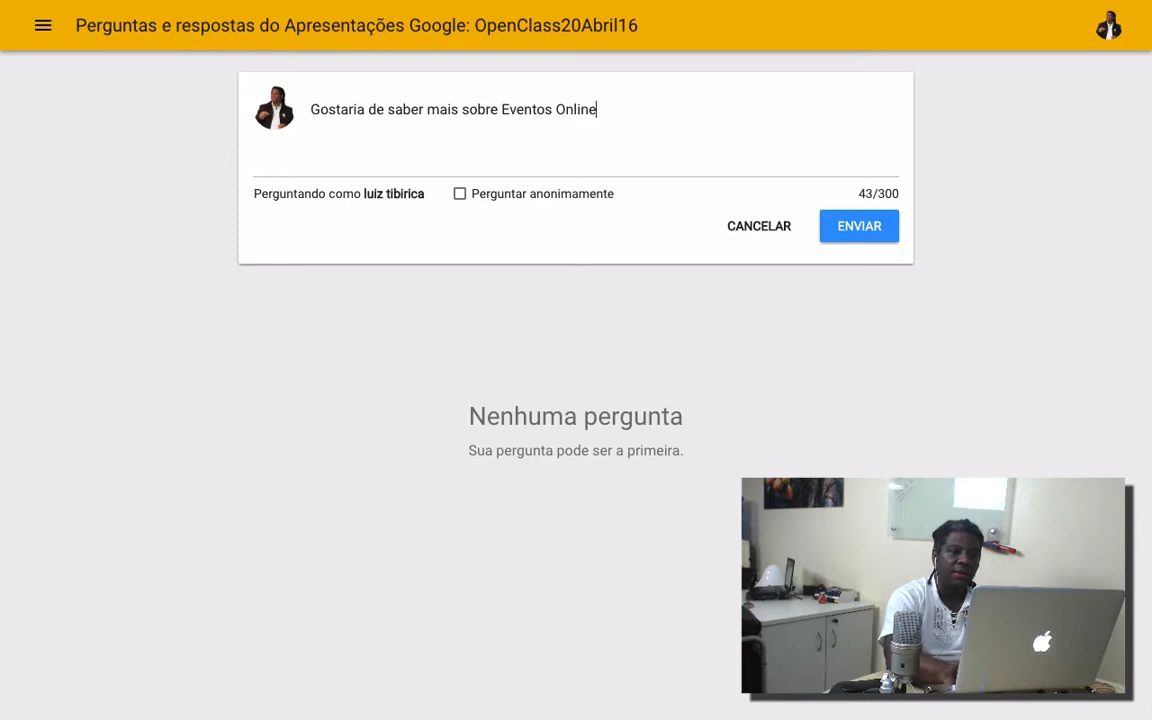 Perguntas e respostas do Apresentações Google: OpenClass20Abril16
Gostaria de saber mais sobre Eventos Online
Perguntando como luiz tibirica
Perguntar anonimamente
43/300
CANCELAR
ENVIAR
Nenhuma pergunta
Sua pergunta pode ser a primeira.